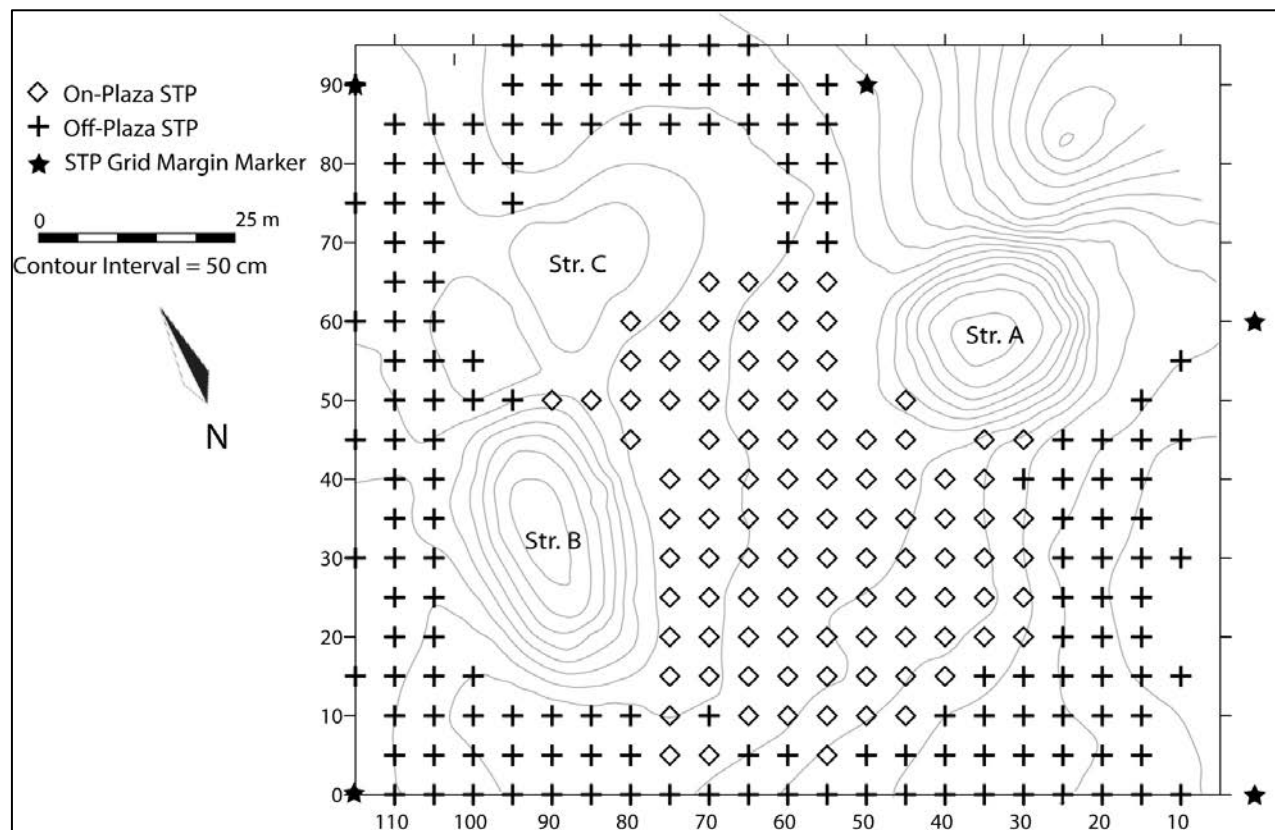 On-Plaza STP
Off-Plaza STP
STP Grid Margin Marker
0 25 m
Contour Interval = 50 cm
N
90
80
70
60
50
40
30
20
10
0
Str. C
Str. A
Str. B
110 100 90 80 70 60 50 40 30 20 10